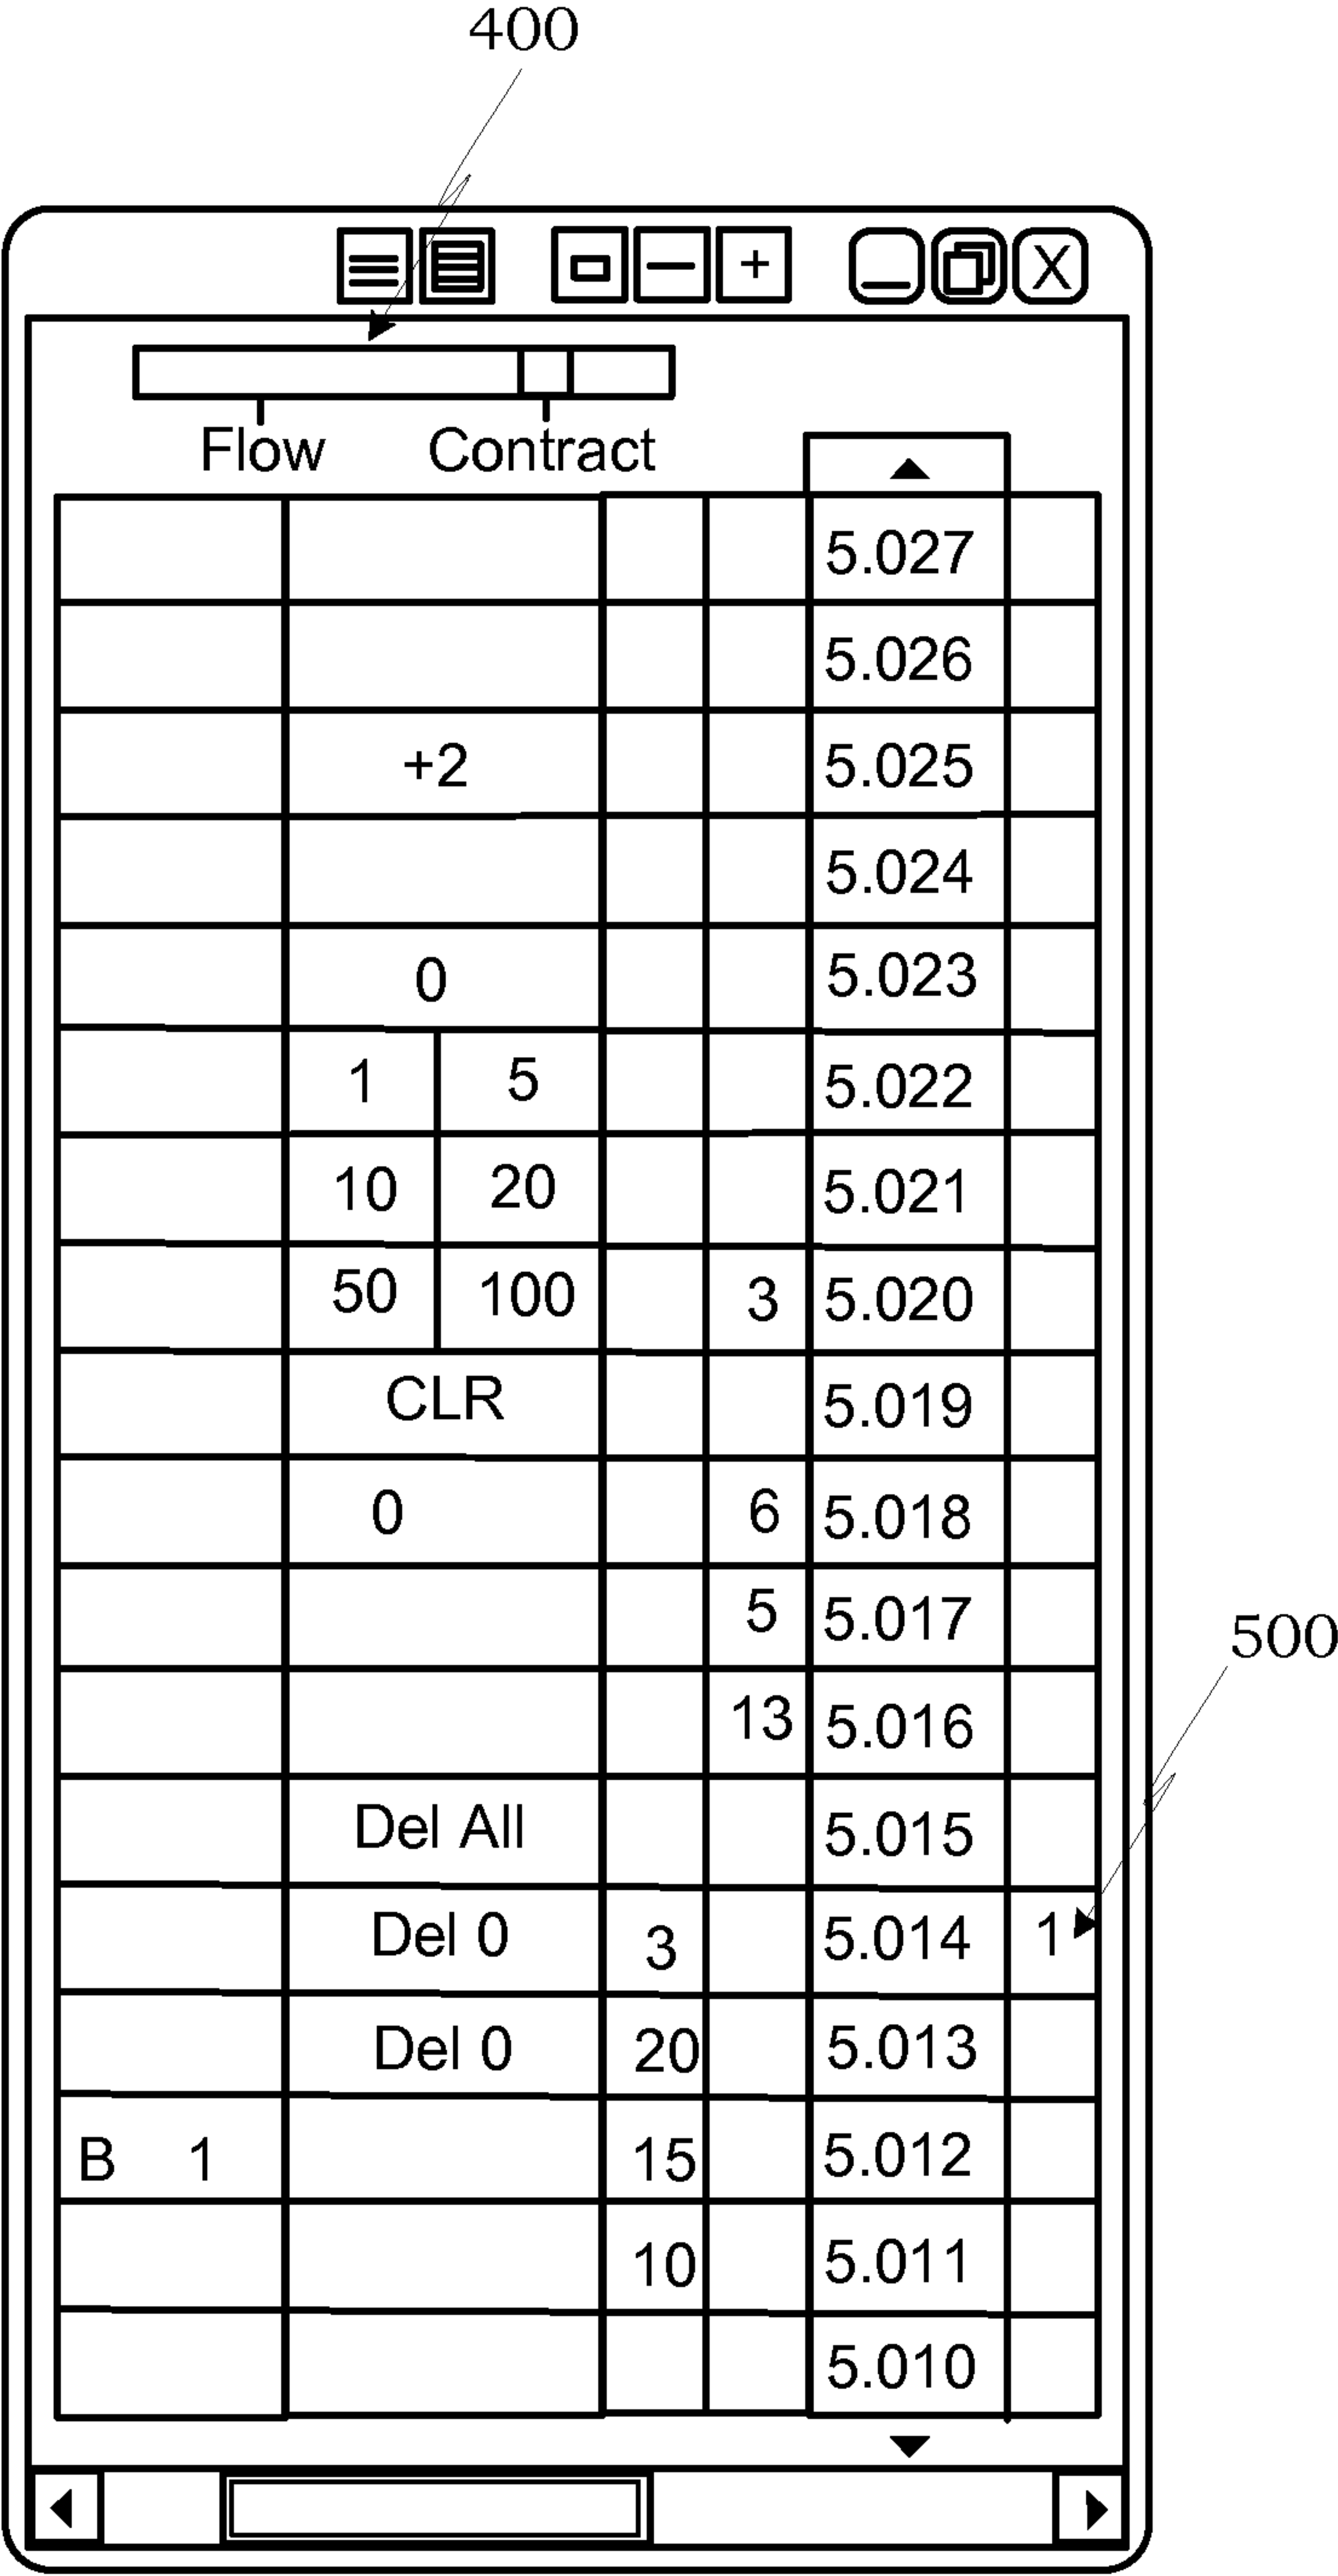 400
X
Flow Contract
5.027
5.026
+2 5.025
5.024
0 5.023
1 5 5.022
10 20 5.021
50 100 3 5.020
CLR 5.019
0 6 5.018
5 5.017
500
13 5.016
Del All 5.015
Del 0 3 5.014 1
Del 0 20 5.013
B 1 15 5.012
10 5.011
5.010